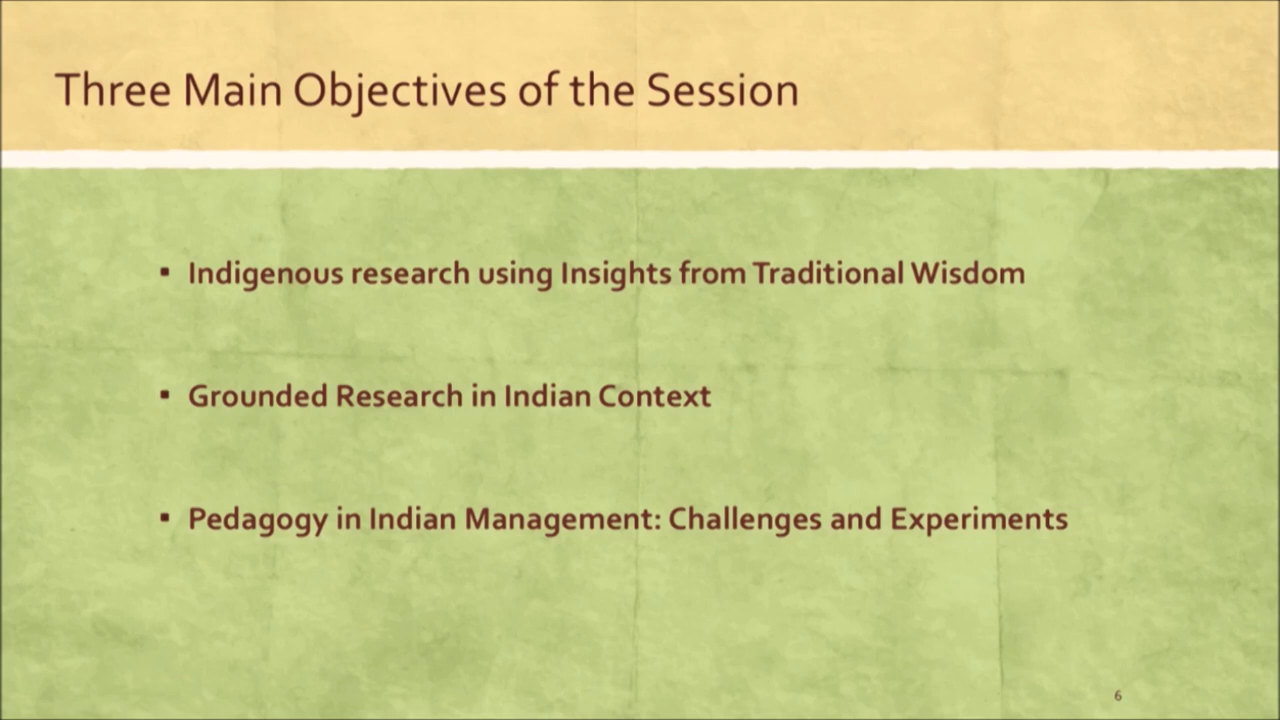 Three Main Objectives of the Session
▪ Indigenous research using Insights from Traditional Wisdom
▪ Grounded Research in Indian Context
▪ Pedagogy in Indian Management: Challenges and Experiments
6